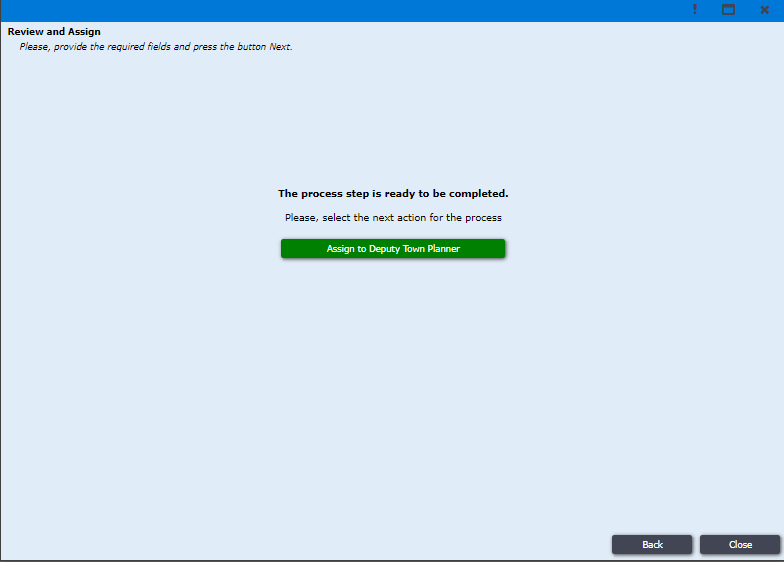 Review and Assign
Please, provide the required fields and press the button Next.
The process step is ready to be completed.
Please, select the next action for the process
Assign to Deputy Town Planner
Back
Close